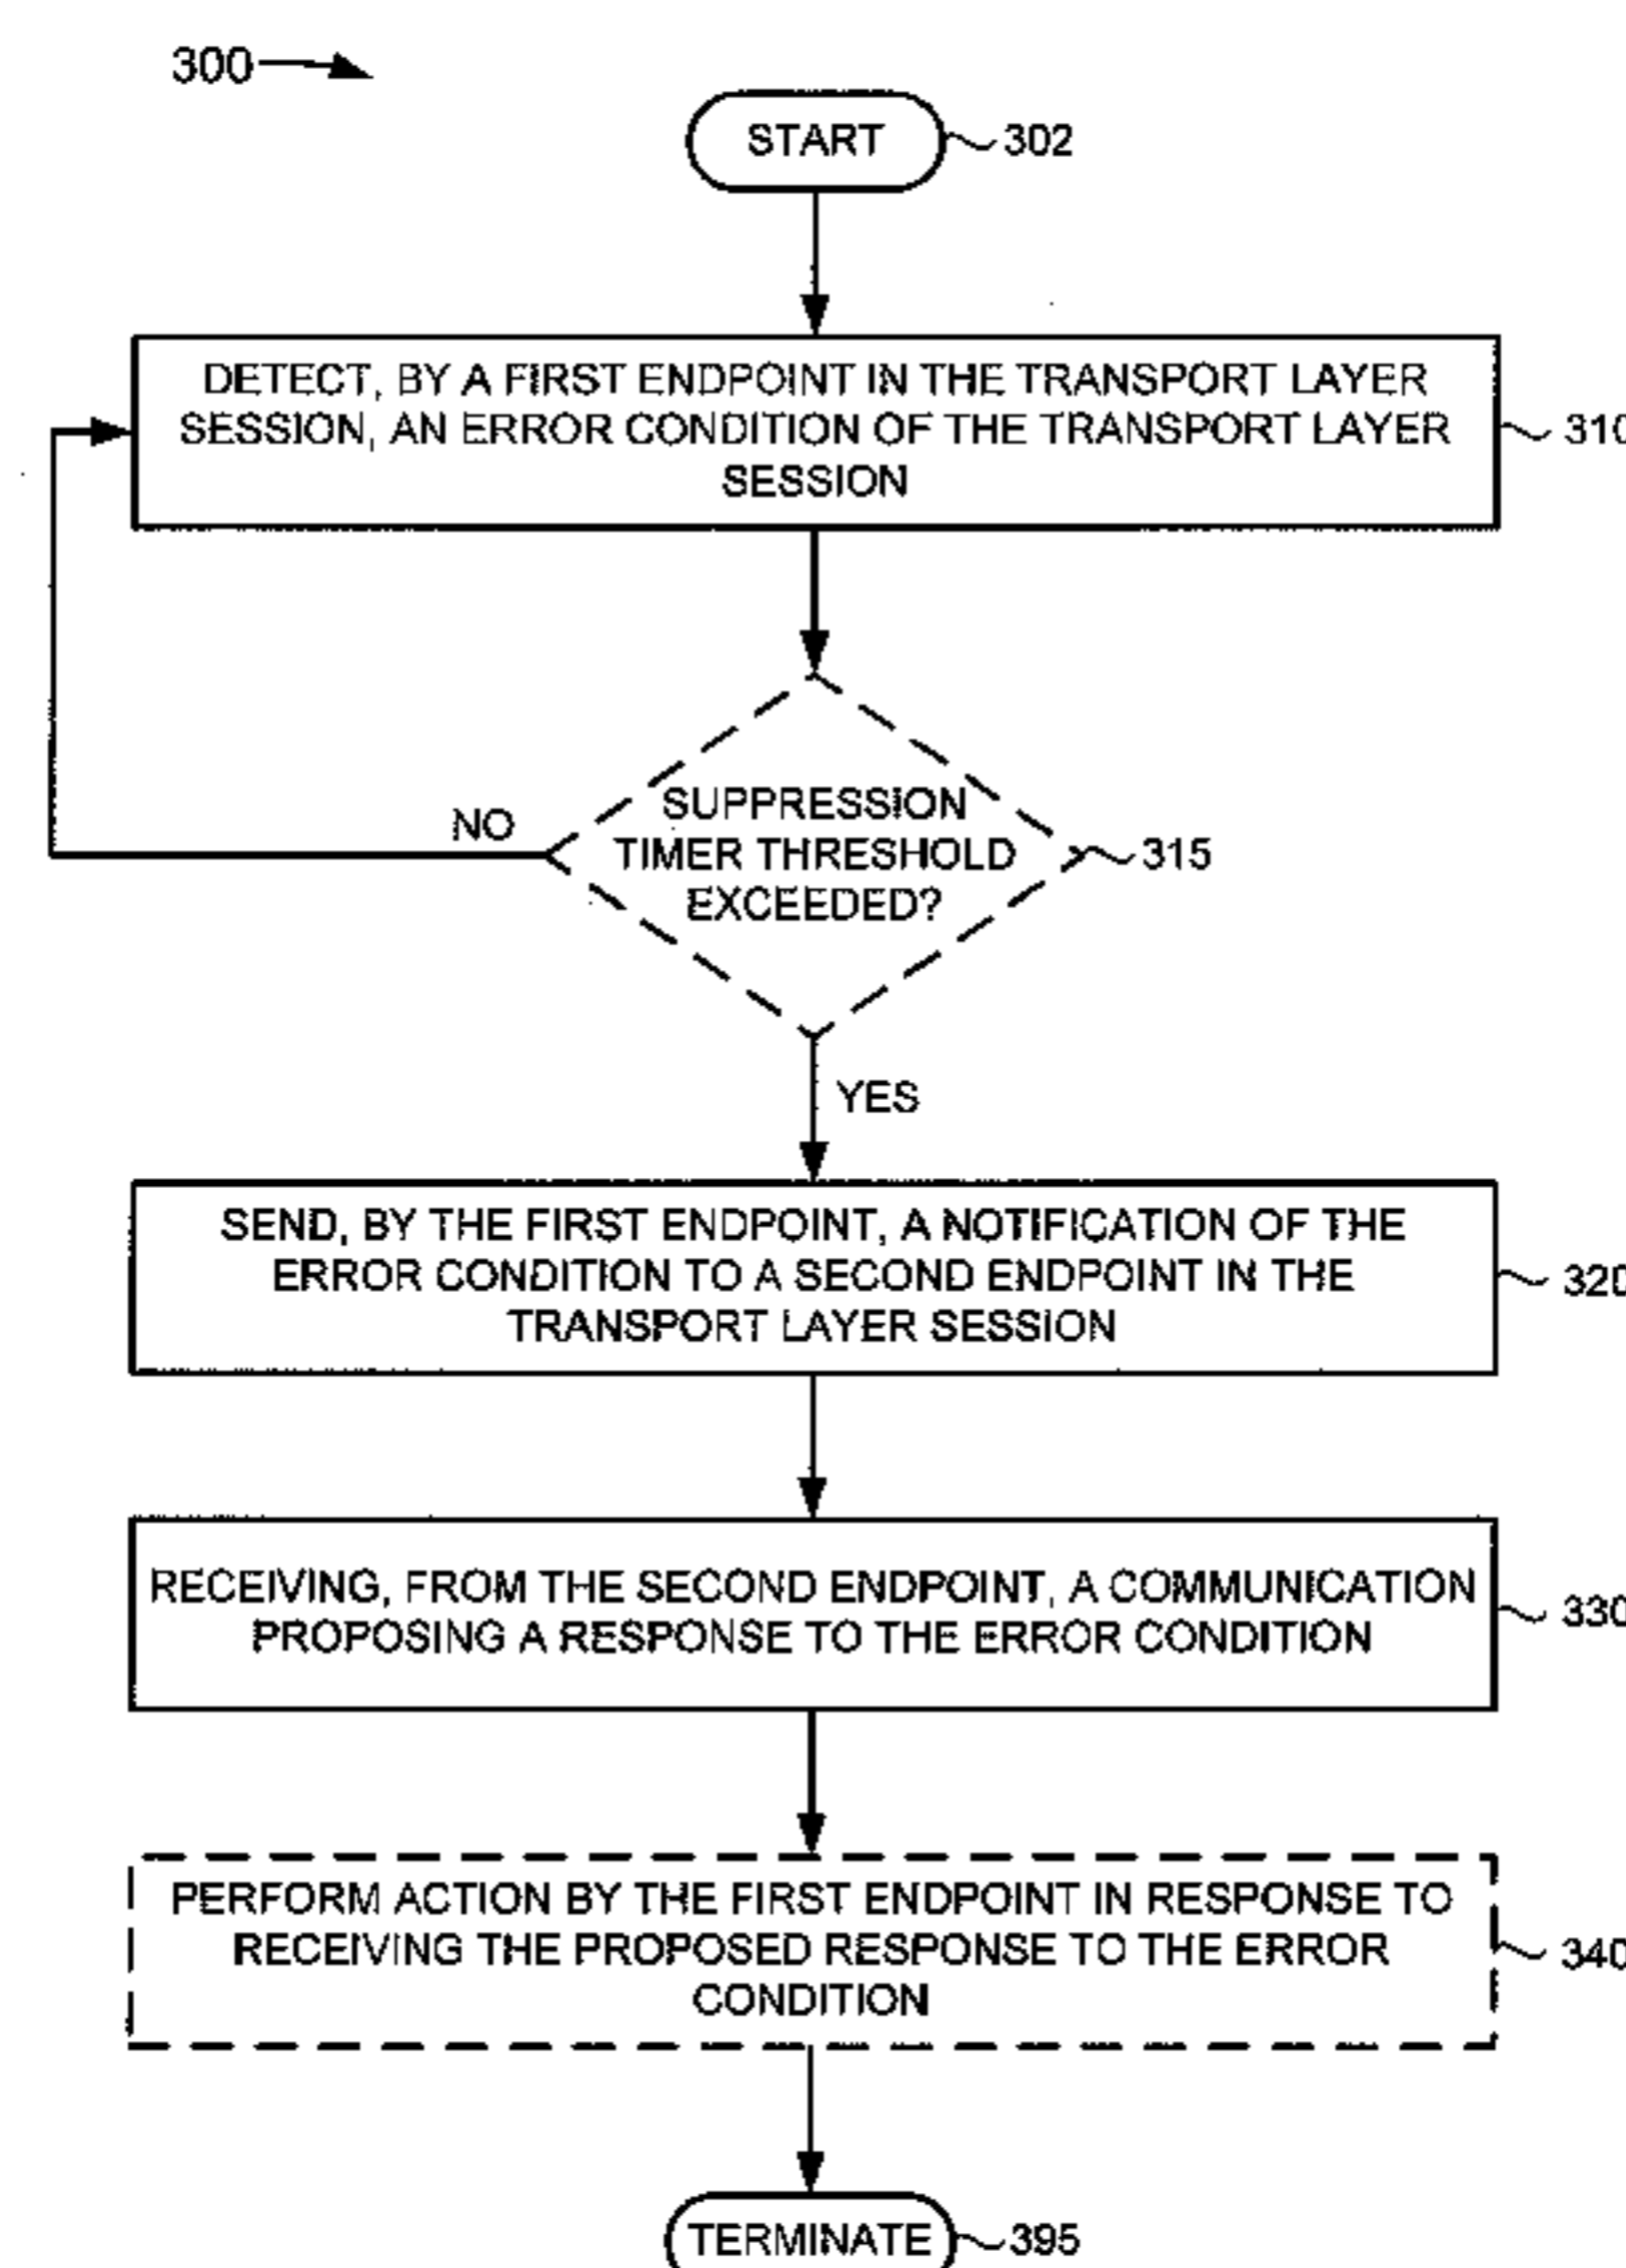 300
START
302
DETECT, BY A FIRST ENDPOINT IN THE TRANSPORT LAYER
SESSION, AN ERROR CONDITION OF THE TRANSPORT LAYER
SESSION
310
NO
SUPPRESSION
TIMER THRESHOLD
EXCEEDED?
315
YES
SEND, BY THE FIRST ENDPOINT, A NOTIFICATION OF THE
ERROR CONDITION TO A SECOND ENDPOINT IN THE
TRANSPORT LAYER SESSION
320
RECEIVING, FROM THE SECOND ENDPOINT, A COMMUNICATION
PROPOSING A RESPONSE TO THE ERROR CONDITION
330
PERFORM ACTION BY THE FIRST ENDPOINT IN RESPONSE TO
RECEIVING THE PROPOSED RESPONSE TO THE ERROR
CONDITION
340
TERMINATE
395